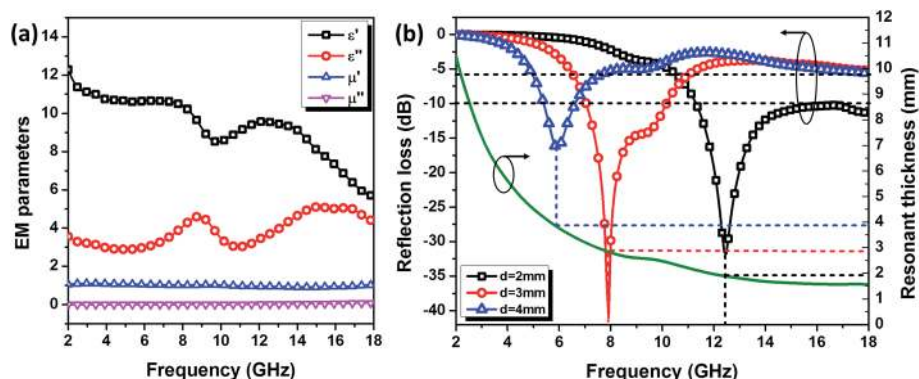 (a)
EM parameters
14
12
10
8
6
4
2
0
2 4 6 8 10 12 14 16 18
Frequency (GHz)
ε'
ε''
μ'
μ''
(b)
Reflection loss (dB)
0
-5
-10
-15
-20
-25
-30
-35
-40
2 4 6 8 10 12 14 16 18
Frequency (GHz)
d=2mm
d=3mm
d=4mm
12
11
10
9
8
7
6
5
4
3
2
1
0
Resonant thickness (mm)